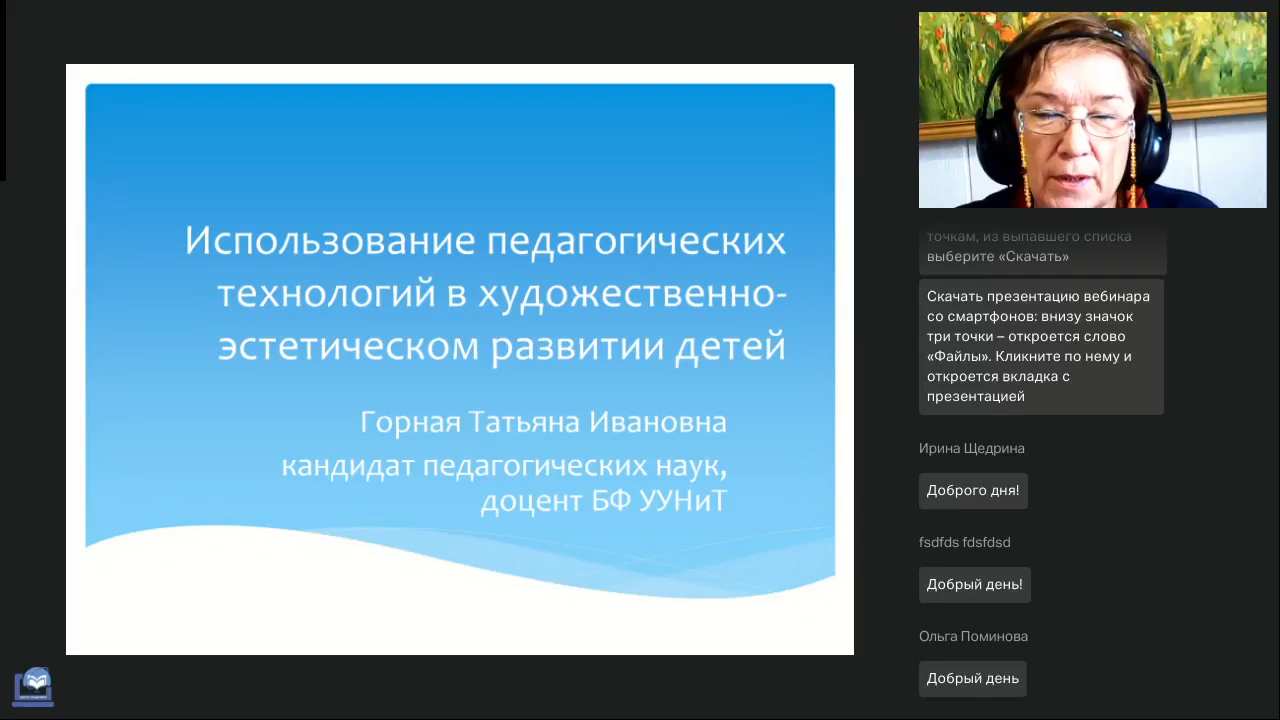 Использование педагогических
технологий в художественно-
эстетическом развитии детей
Горная Татьяна Ивановна
кандидат педагогических наук,
доцент БФ УУНиТ
точкам, из выпавшего списка
выберите «Скачать»
Скачать презентацию вебинара
со смартфонов: внизу значок
три точки – откроется слово
«Файлы». Кликните по нему и
откроется вкладка с
презентацией
Ирина Щедрина
Доброго дня!
fsdfds fdsfdsd
Добрый день!
Ольга Поминова
Добрый день